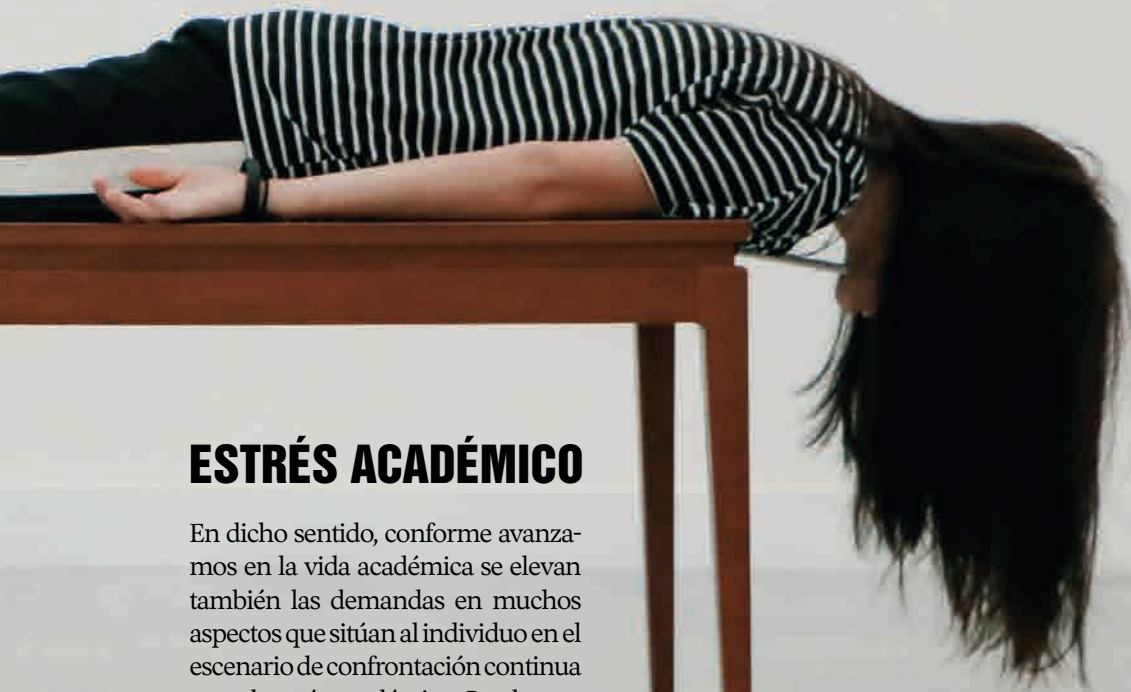 ESTRÉS ACADÉMICO
En dicho sentido, conforme avanza-
mos en la vida académica se elevan
también las demandas en muchos
aspectos que sitúan al individuo en el
escenario de confrontación continua